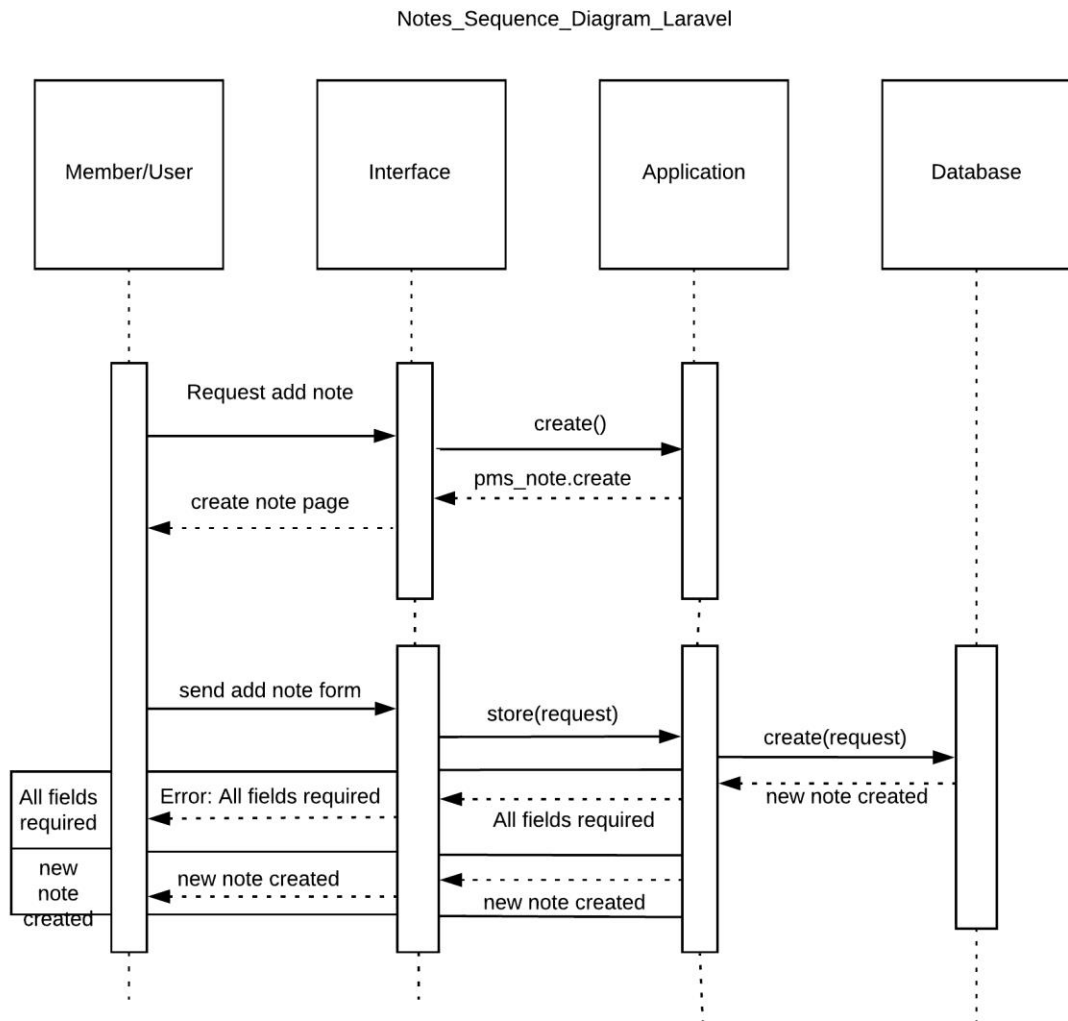 Notes_Sequence_Diagram_Laravel
Member/User
Interface
Application
Database
Request add note
create()
pms_note.create
create note page
send add note form
store(request)
create(request)
new note created
All fields
required
Error: All fields required
All fields required
new
note
created
new note created
new note created